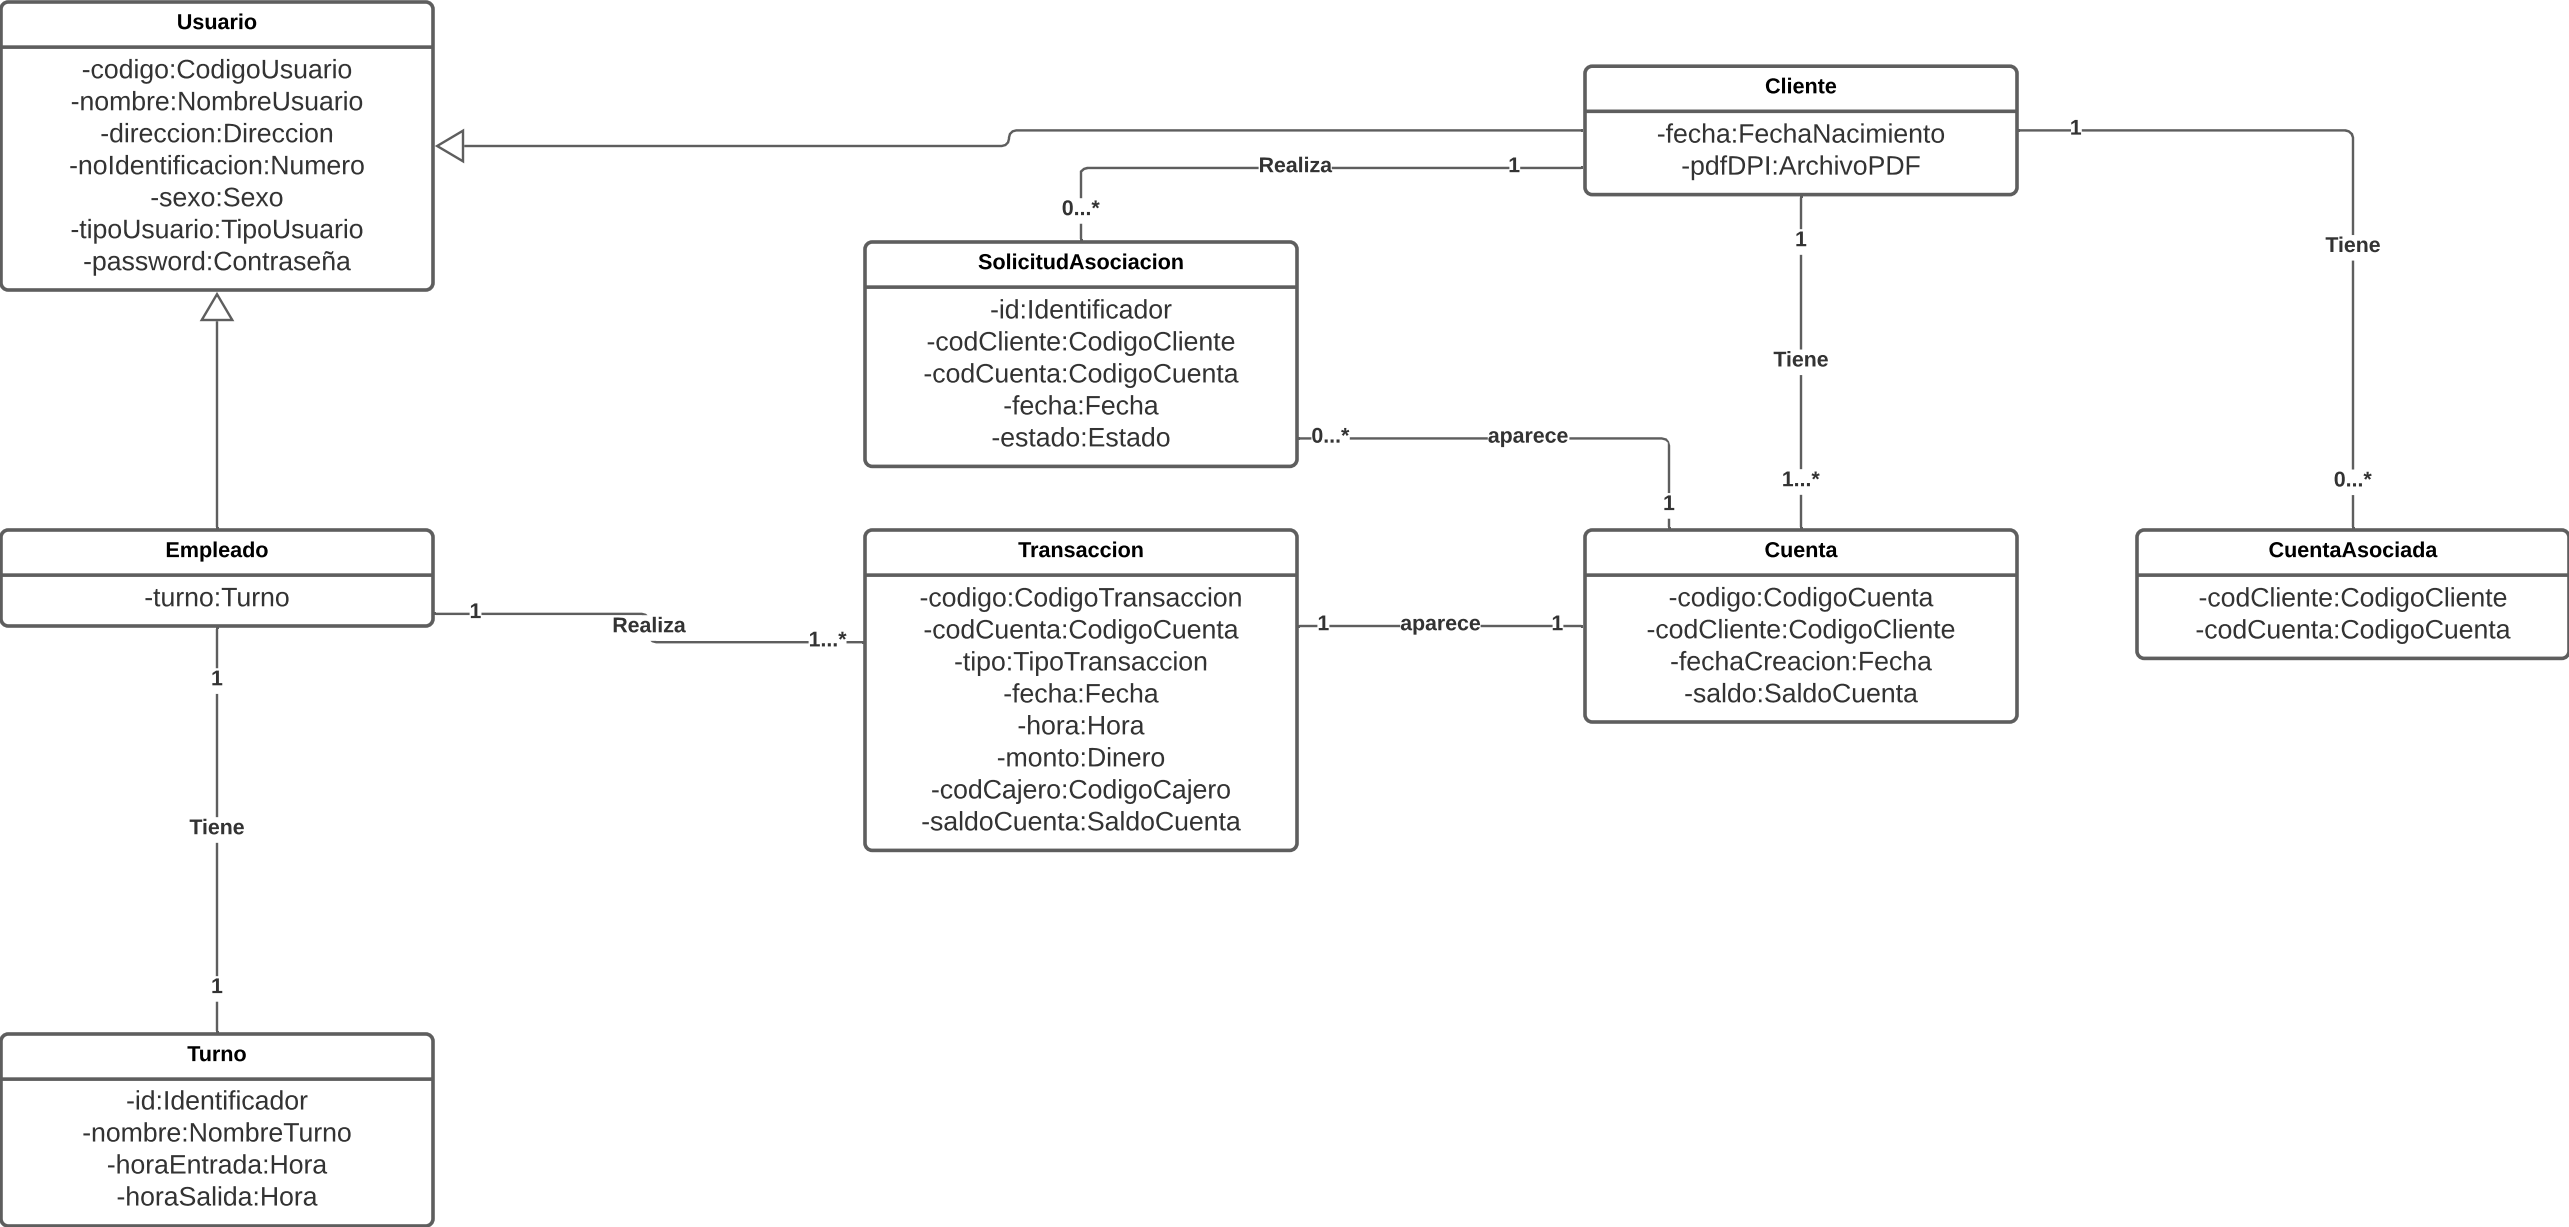 Usuario
-codigo:CodigoUsuario
-nombre:NombreUsuario
-direccion:Direccion
-noIdentificacion:Numero
-sexo:Sexo
-tipoUsuario:TipoUsuario
-password:Contraseña
Cliente
-fecha:FechaNacimiento
-pdfDPI:ArchivoPDF
1
Tiene
0...*
Realiza
1
0...*
SolicitudAsociacion
-id:Identificador
-codCliente:CodigoCliente
-codCuenta:CodigoCuenta
-fecha:Fecha
-estado:Estado
1
Tiene
1...*
0...*
aparece
1
Empleado
-turno:Turno
1
Realiza
1...*
Transaccion
-codigo:CodigoTransaccion
-codCuenta:CodigoCuenta
-tipo:TipoTransaccion
-fecha:Fecha
-hora:Hora
-monto:Dinero
-codCajero:CodigoCajero
-saldoCuenta:SaldoCuenta
1
aparece
1
Cuenta
-codigo:CodigoCuenta
-codCliente:CodigoCliente
-fechaCreacion:Fecha
-saldo:SaldoCuenta
CuentaAsociada
-codCliente:CodigoCliente
-codCuenta:CodigoCuenta
1
Tiene
1
Turno
-id:Identificador
-nombre:NombreTurno
-horaEntrada:Hora
-horaSalida:Hora